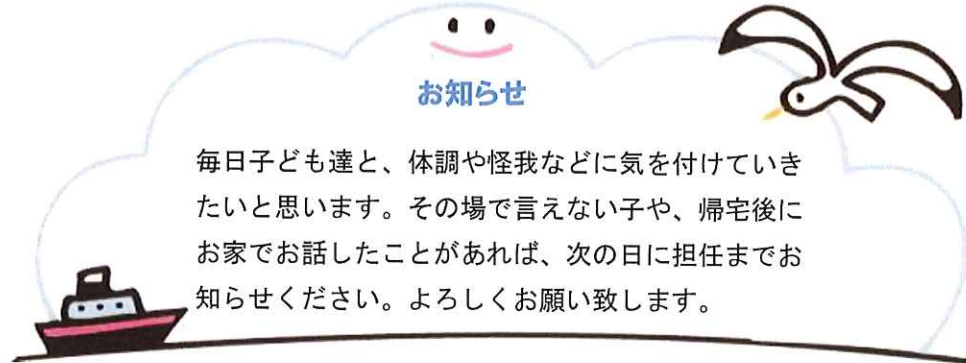 お知らせ
毎日子ども達と、体調や怪我などに気を付けていき
たいと思います。その場で言えない子や、帰宅後に
お家でお話したことがあれば、次の日に担任までお
知らせください。よろしくお願い致します。